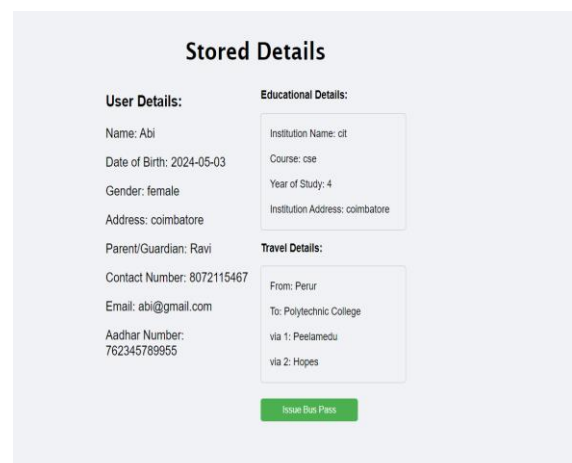 Stored Details
User Details:
Name: Abi
Date of Birth: 2024-05-03
Gender: female
Address: coimbatore
Parent/Guardian: Ravi
Contact Number: 8072115467
Email: abi@gmail.com
Aadhar Number:
762345789955
Educational Details:
Institution Name: cit
Course: cse
Year of Study: 4
Institution Address: coimbatore
Travel Details:
From: Perur
To: Polytechnic College
via 1: Peelamedu
via 2: Hopes
Issue Bus Pass